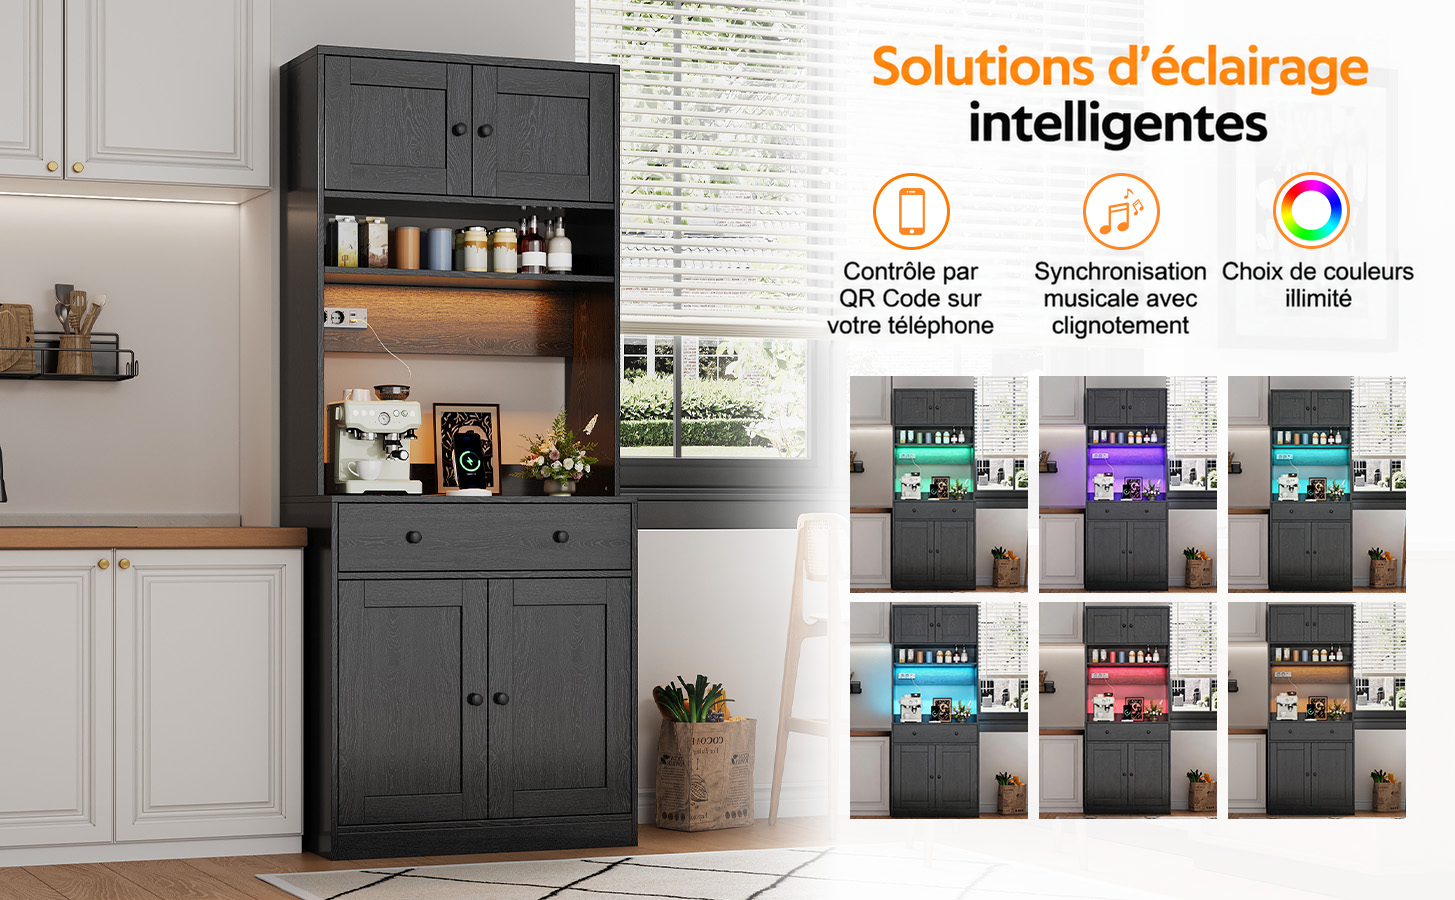 Solutions d'éclairage
intelligentes
Contrôle par
QR Code sur
votre téléphone
Synchronisation
musicale avec
clignotement
Choix de couleurs
illimité